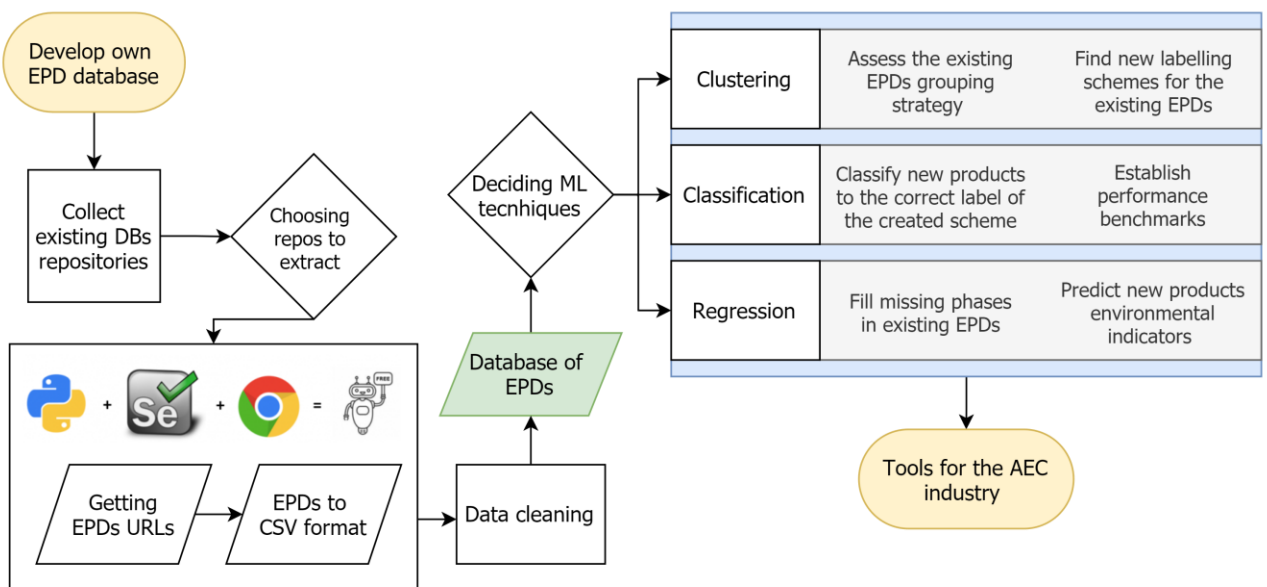 Develop own
EPD database
Collect
existing DBs
repositories
Choosing
repos to
extract
+
Se
+
=
FREE
Getting
EPDs URLs
EPDs to
CSV format
Data cleaning
Database of
EPDs
Deciding ML
tecnhiques
Clustering
Assess the existing
EPDs grouping
strategy
Find new labelling
schemes for the
existing EPDs
Classification
Classify new products
to the correct label of
the created scheme
Establish
performance
benchmarks
Regression
Fill missing phases
in existing EPDs
Predict new products
environmental
indicators
Tools for the AEC
industry